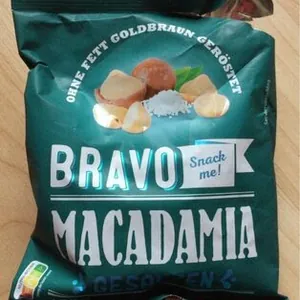 OHNE FETT GOLDBRAUN GERÖSTET
BRAVO
Snack
me!
MACADAMIA
GESALZEN